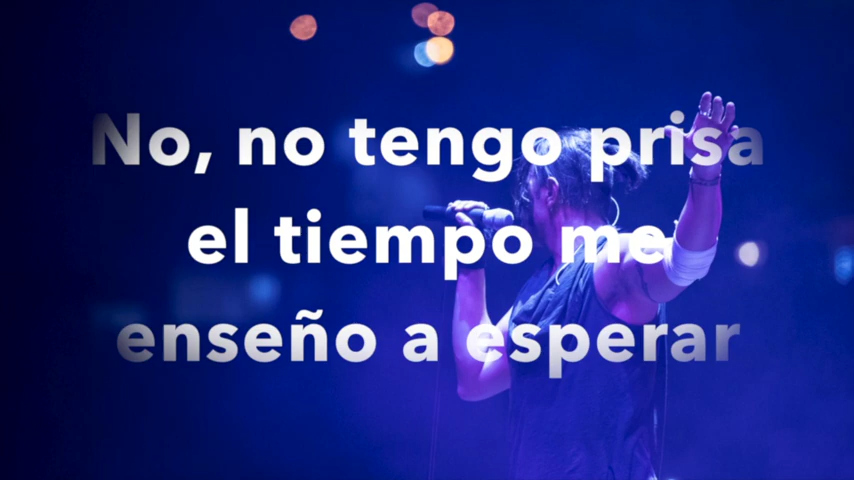 No, no tengo prisa
el tiempo me
enseño a esperar